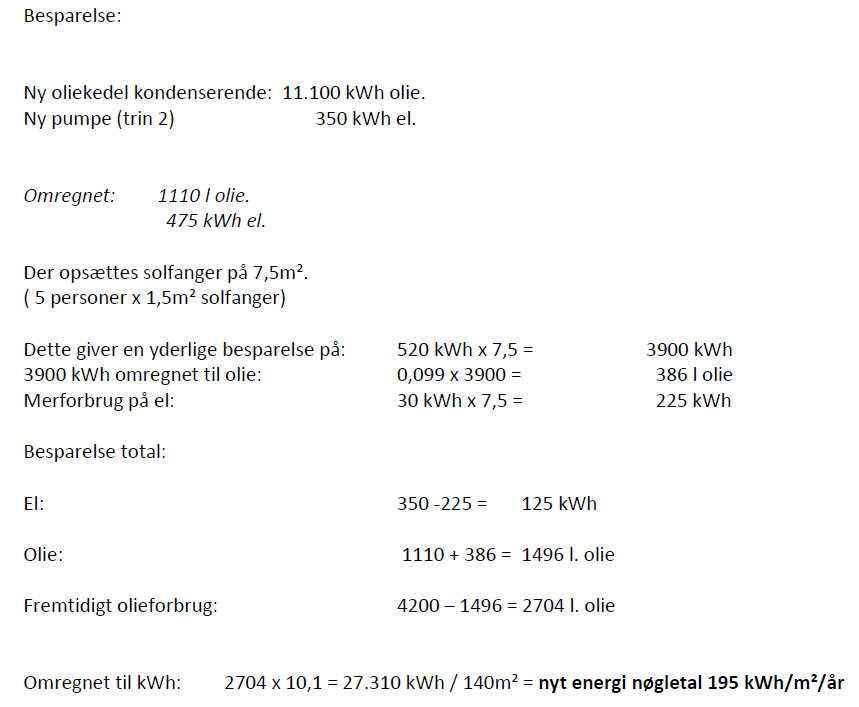 Besparelse:
Ny oliekedel kondenserende: 11.100 kWh olie.
Ny pumpe (trin 2) 350 kWh el.
Omregnet: 1110 l olie.
475 kWh el.
Der opsættes solfanger på 7,5m².
( 5 personer x 1,5m² solfanger)
Dette giver en yderlige besparelse på: 520 kWh x 7,5 = 3900 kWh
3900 kWh omregnet til olie: 0,099 x 3900 = 386 l olie
Merforbrug på el: 30 kWh x 7,5 = 225 kWh
Besparelse total:
El: 350 -225 = 125 kWh
Olie: 1110 + 386 = 1496 l. olie
Fremtidigt olieforbrug: 4200 – 1496 = 2704 l. olie
Omregnet til kWh: 2704 x 10,1 = 27.310 kWh / 140m² = nyt energi nøgletal 195 kWh/m²/år